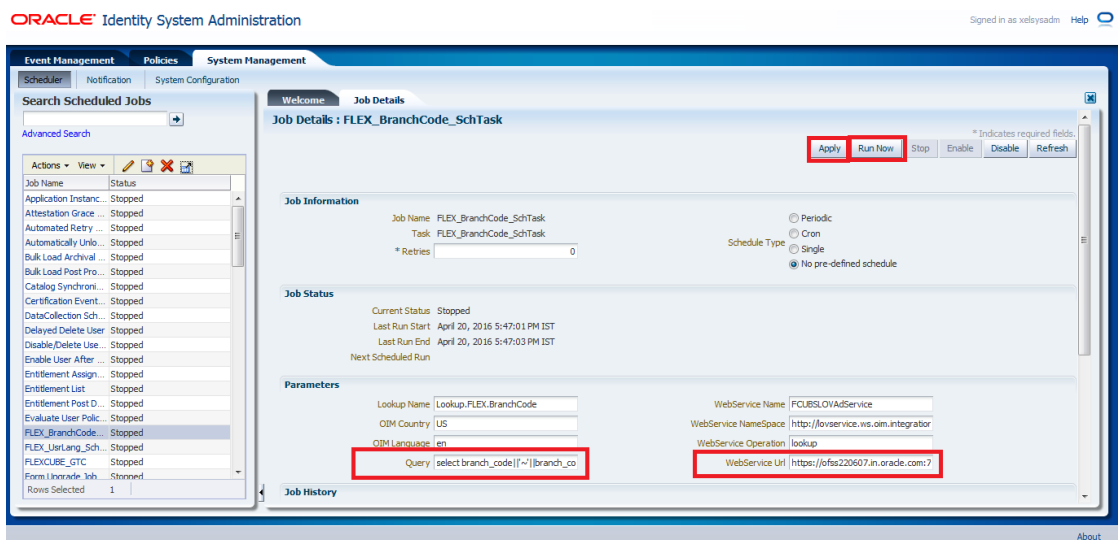 ORACLE Identity System Administration
Signed in as xelsysadm Help
Event Management Policies System Management
Scheduler Notification System Configuration
Search Scheduled Jobs
Advanced Search
Actions View
Job Name Status
Application Instanc... Stopped
Attestation Grace ... Stopped
Automated Retry ... Stopped
Automatically Unlo... Stopped
Bulk Load Archival ... Stopped
Bulk Load Post Pro... Stopped
Catalog Synchroni... Stopped
Certification Event... Stopped
DataCollection Sch... Stopped
Delayed Delete User Stopped
Disable/Delete Use... Stopped
Enable User After ... Stopped
Entitlement Assign... Stopped
Entitlement List Stopped
Entitlement Post D... Stopped
Evaluate User Polic... Stopped
FLEX_BranchCode... Stopped
FLEX_UsrLang_Sch... Stopped
FLEXCUBE_GTC Stopped
Form Upgrade Job Stopped
Rows Selected 1
Welcome Job Details
Job Details : FLEX_BranchCode_SchTask
* Indicates required fields.
Apply Run Now Stop Enable Disable Refresh
Job Information
Job Name FLEX_BranchCode_SchTask
Task FLEX_BranchCode_SchTask
* Retries 0
Schedule Type
Periodic
Cron
Single
No pre-defined schedule
Job Status
Current Status Stopped
Last Run Start April 20, 2016 5:47:01 PM IST
Last Run End April 20, 2016 5:47:03 PM IST
Next Scheduled Run
Parameters
Lookup Name Lookup.FLEX.BranchCode
OIM Country US
OIM Language en
Query select branch_code||'~'||branch_co
WebService Name FCUBSLOVAdService
WebService NameSpace http://lovservice.ws.oim.integration
WebService Operation lookup
WebService Url https://ofss220607.in.oracle.com:7
Job History
About